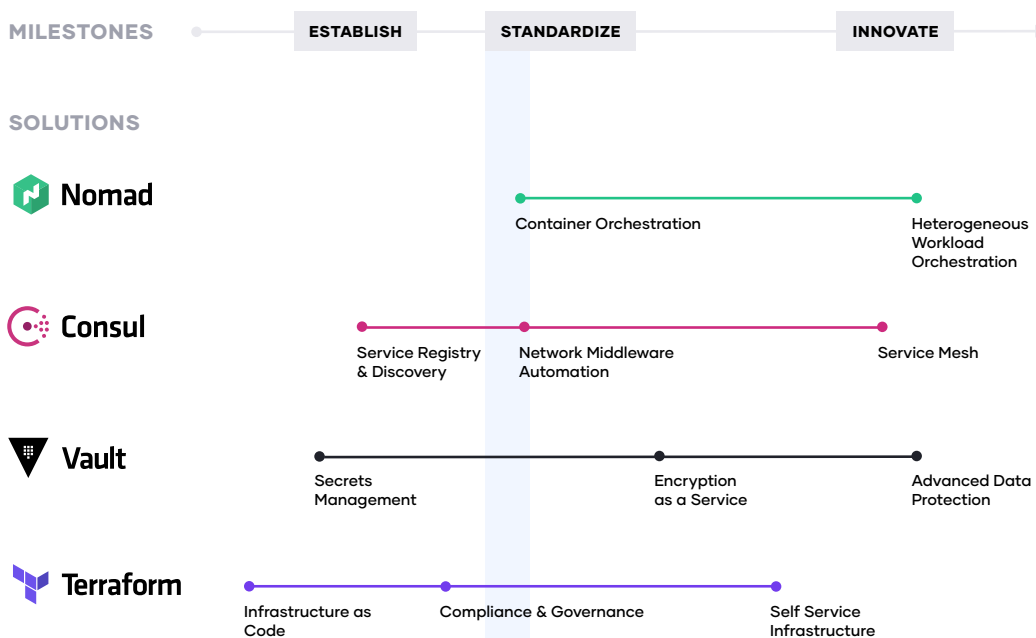 MILESTONES
ESTABLISH
STANDARDIZE
INNOVATE
SOLUTIONS
Nomad
Container Orchestration
Heterogeneous
Workload
Orchestration
Consul
Service Registry
& Discovery
Network Middleware
Automation
Service Mesh
Vault
Secrets
Management
Encryption
as a Service
Advanced Data
Protection
Terraform
Infrastructure as
Code
Compliance & Governance
Self Service
Infrastructure